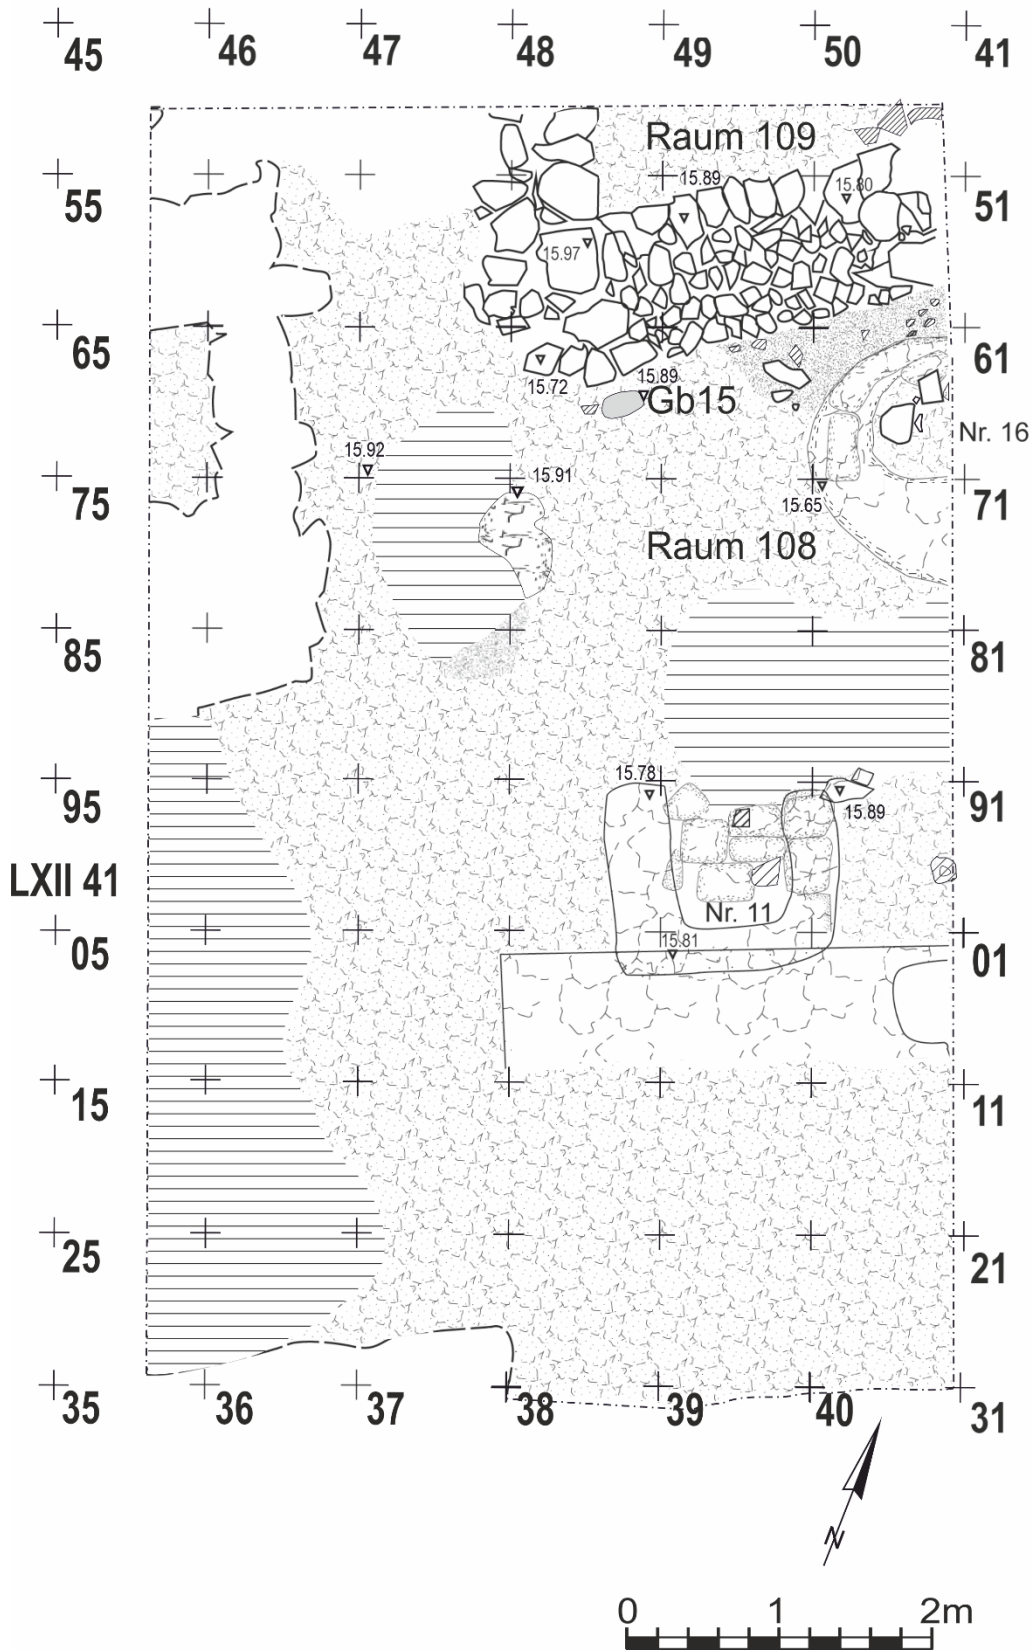 45 46 47 48 49 50 41
Raum 109
55 15.89 15.80 51
15.97
65 61
15.72 15.89
Gb15
Nr. 16
15.92 15.91
75 15.65 71
Raum 108
85 81
15.78
95 15.89 91
LXII 41
Nr. 11
05 15.81 01
15 11
25 21
35 36 37 38 39 40 31
N
0 1 2m